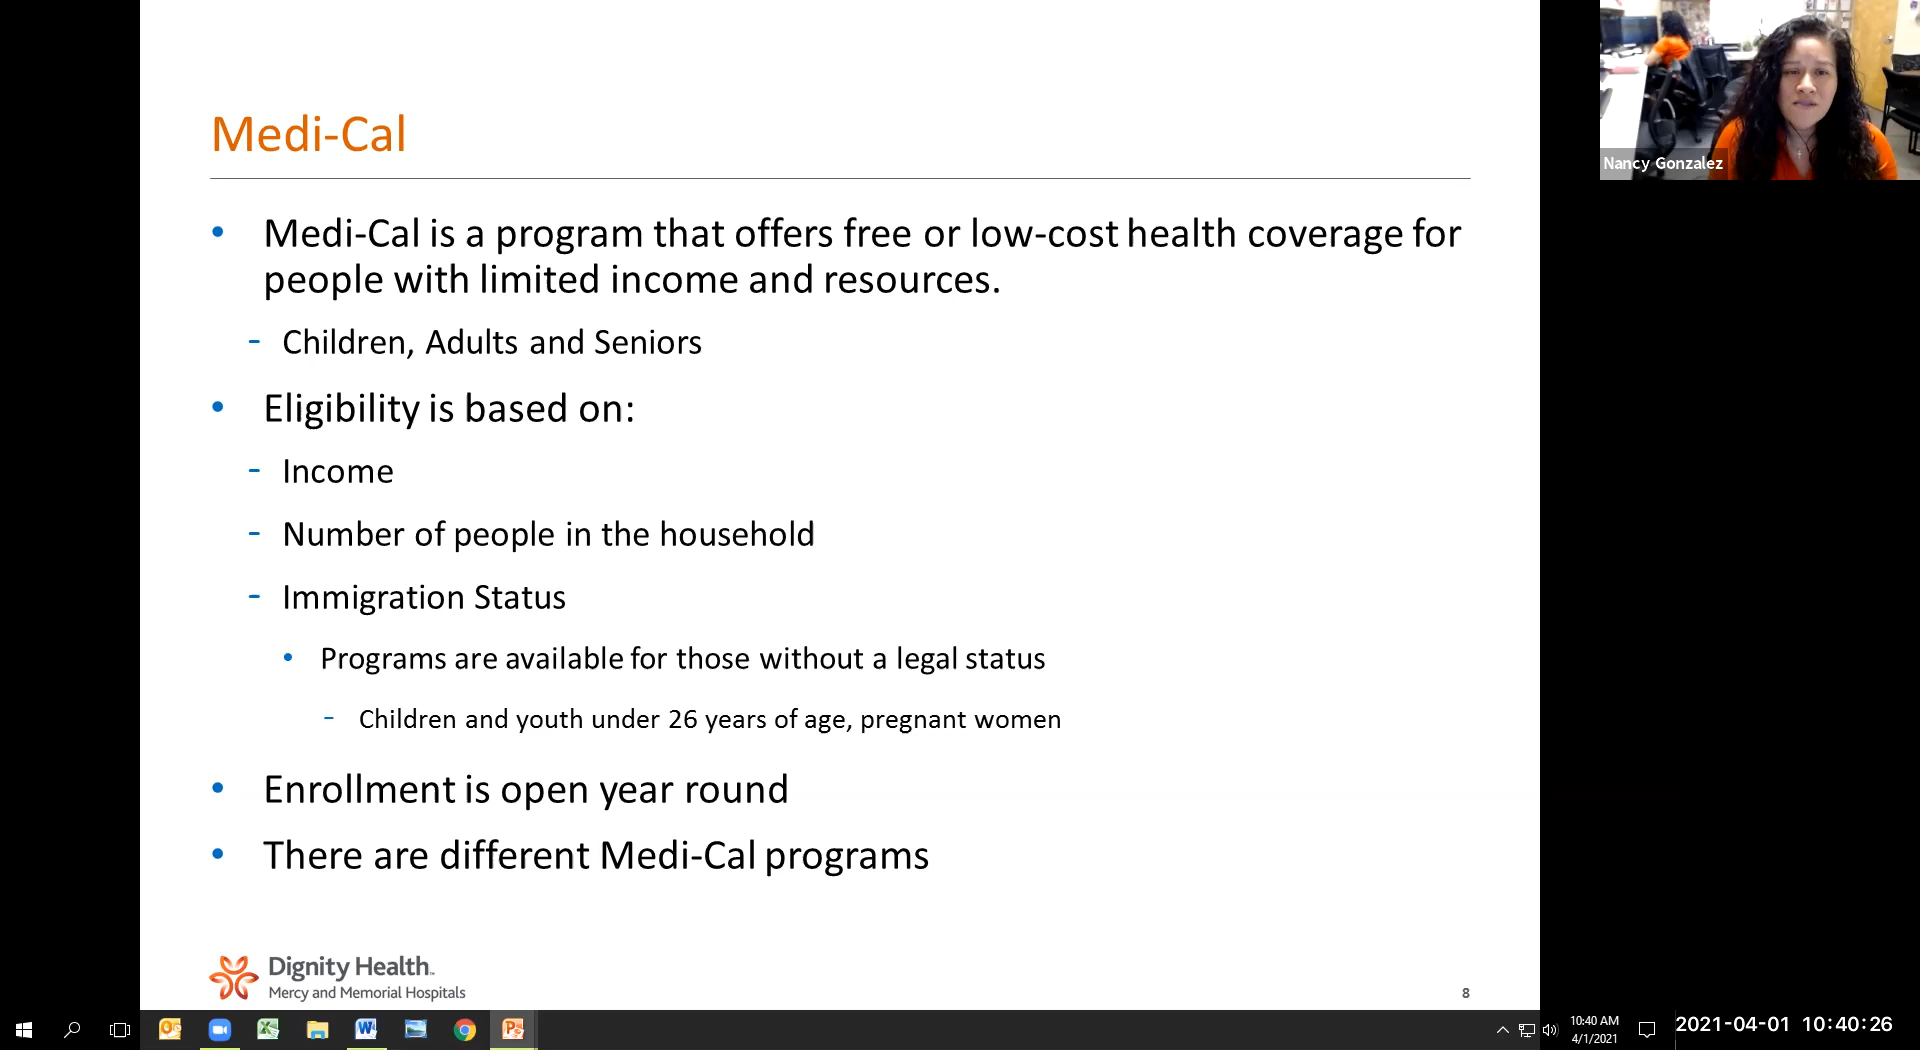 Medi-Cal
• Medi-Cal is a program that offers free or low-cost health coverage for
people with limited income and resources.
- Children, Adults and Seniors
• Eligibility is based on:
- Income
- Number of people in the household
- Immigration Status
• Programs are available for those without a legal status
- Children and youth under 26 years of age, pregnant women
• Enrollment is open year round
• There are different Medi-Cal programs
Dignity Health™
Mercy and Memorial Hospitals
8
Nancy Gonzalez
10:40 AM
4/1/2021
2021-04-01 10:40:26